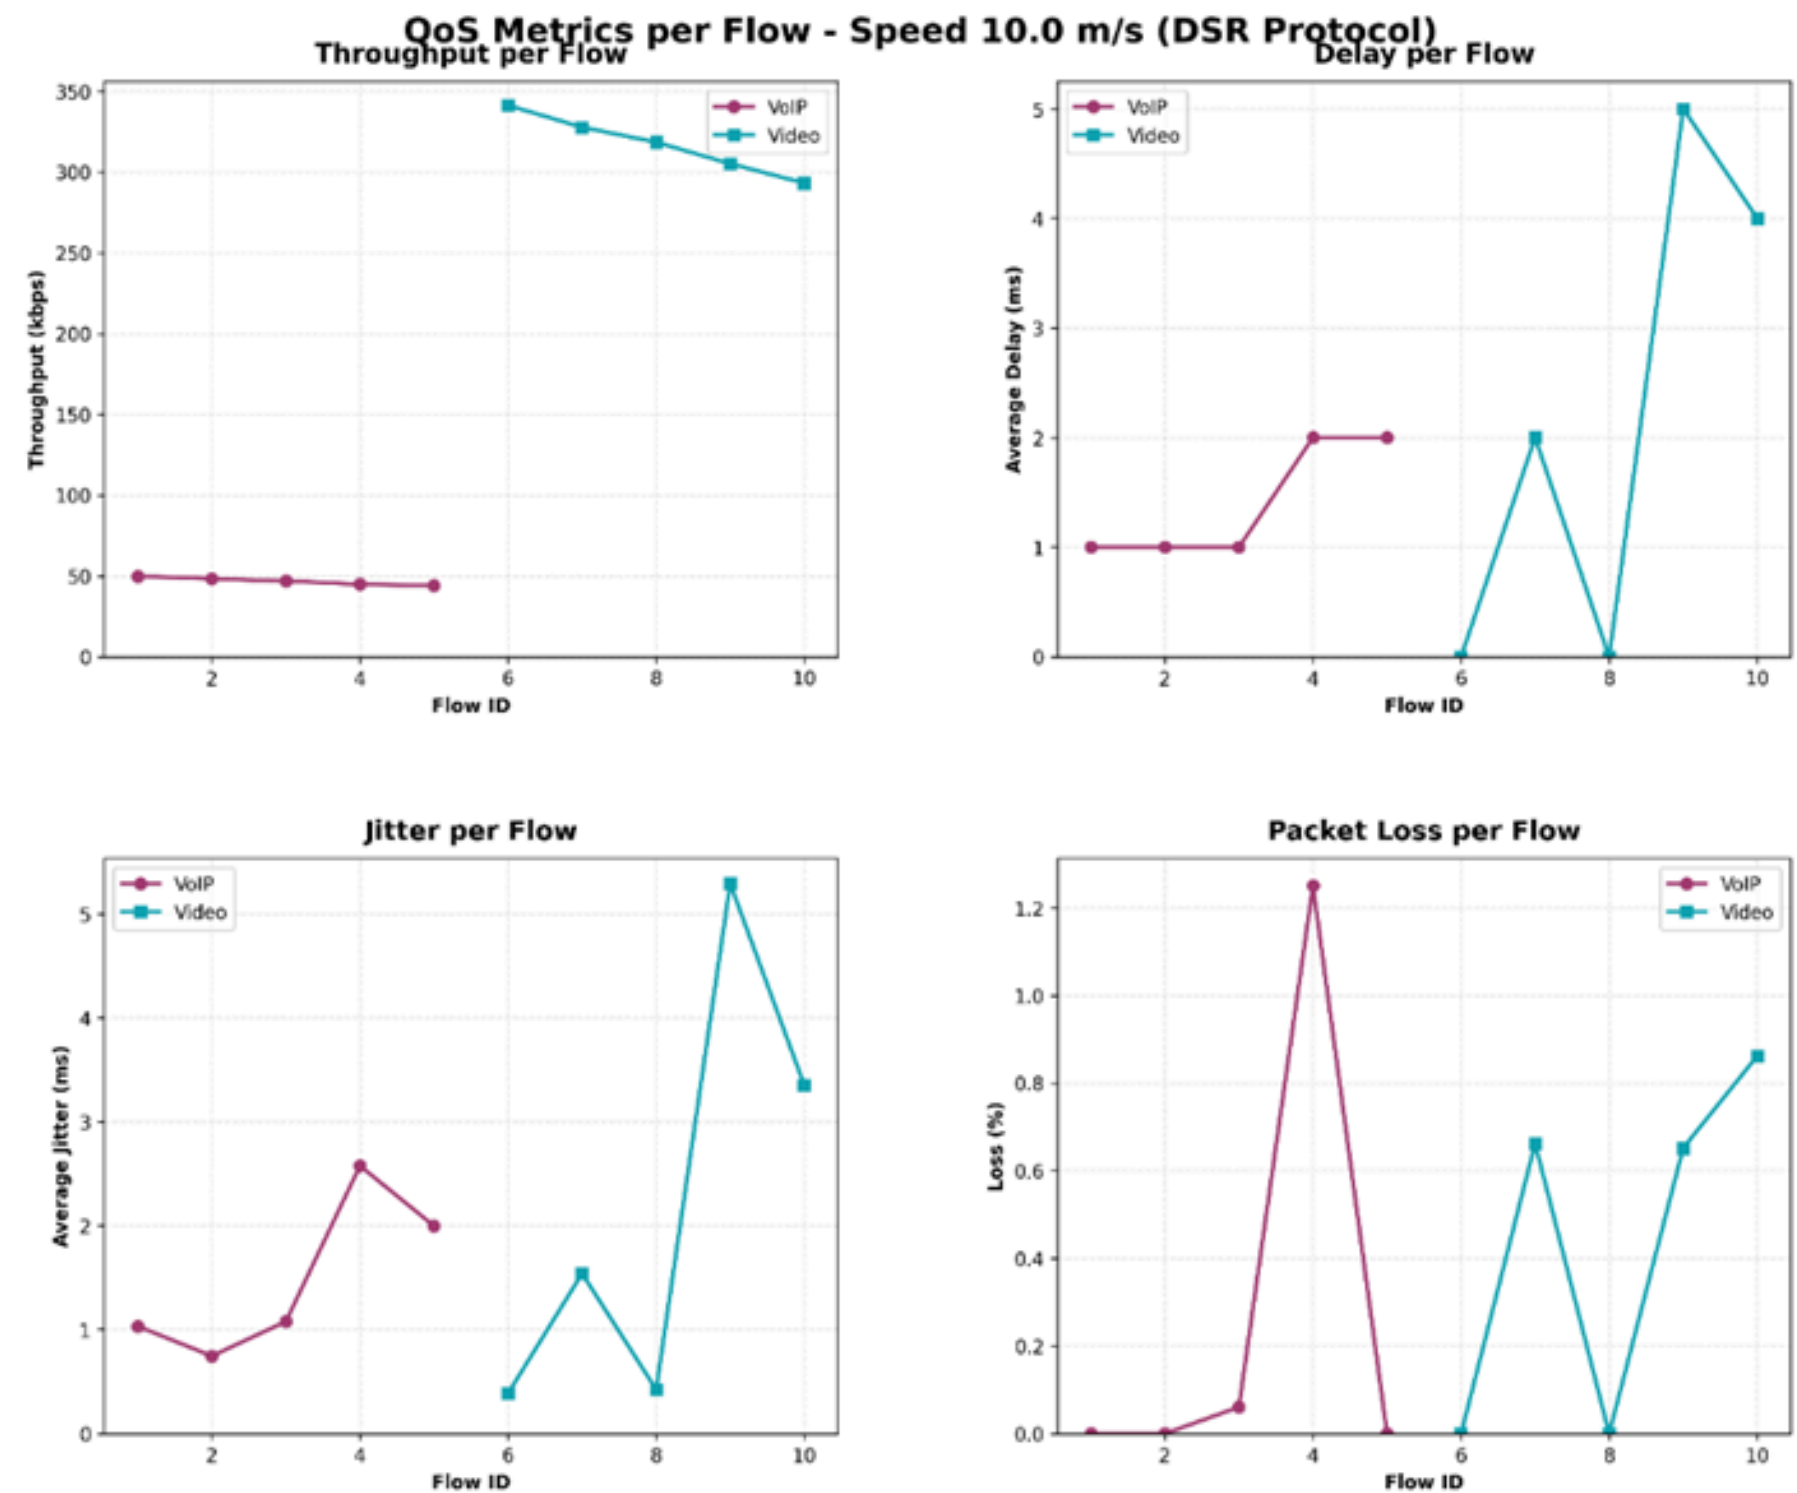 QoS Metrics per Flow - Speed 10.0 m/s (DSR Protocol)
Throughput per Flow
350
300
250
200
150
100
50
0
Throughput (kbps)
VoIP
Video
2 4 6 8 10
Flow ID
Delay per Flow
5
4
3
2
1
0
Average Delay (ms)
VoIP
Video
2 4 6 8 10
Flow ID
Jitter per Flow
5
4
3
2
1
0
Average Jitter (ms)
VoIP
Video
2 4 6 8 10
Flow ID
Packet Loss per Flow
1.2
1.0
0.8
0.6
0.4
0.2
0.0
Loss (%)
VoIP
Video
2 4 6 8 10
Flow ID